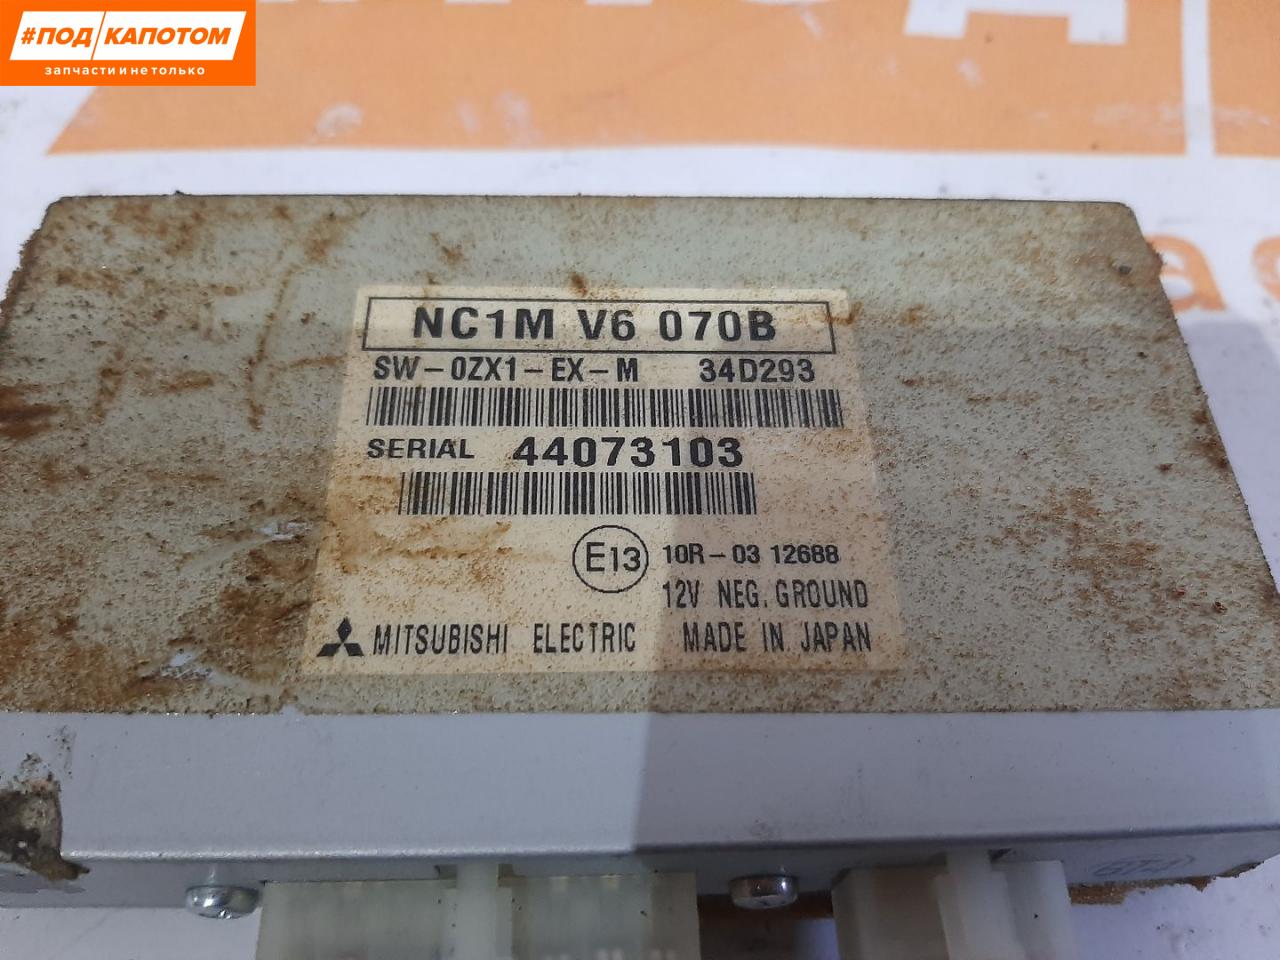 #ПОД/КАПОТОМ
запчасти и не только
NC1M V6 070B
SW-0ZX1-EX-M 34D293
SERIAL 44073103
E13 10R-03 12688
12V NEG. GROUND
MITSUBISHI ELECTRIC MADE IN JAPAN